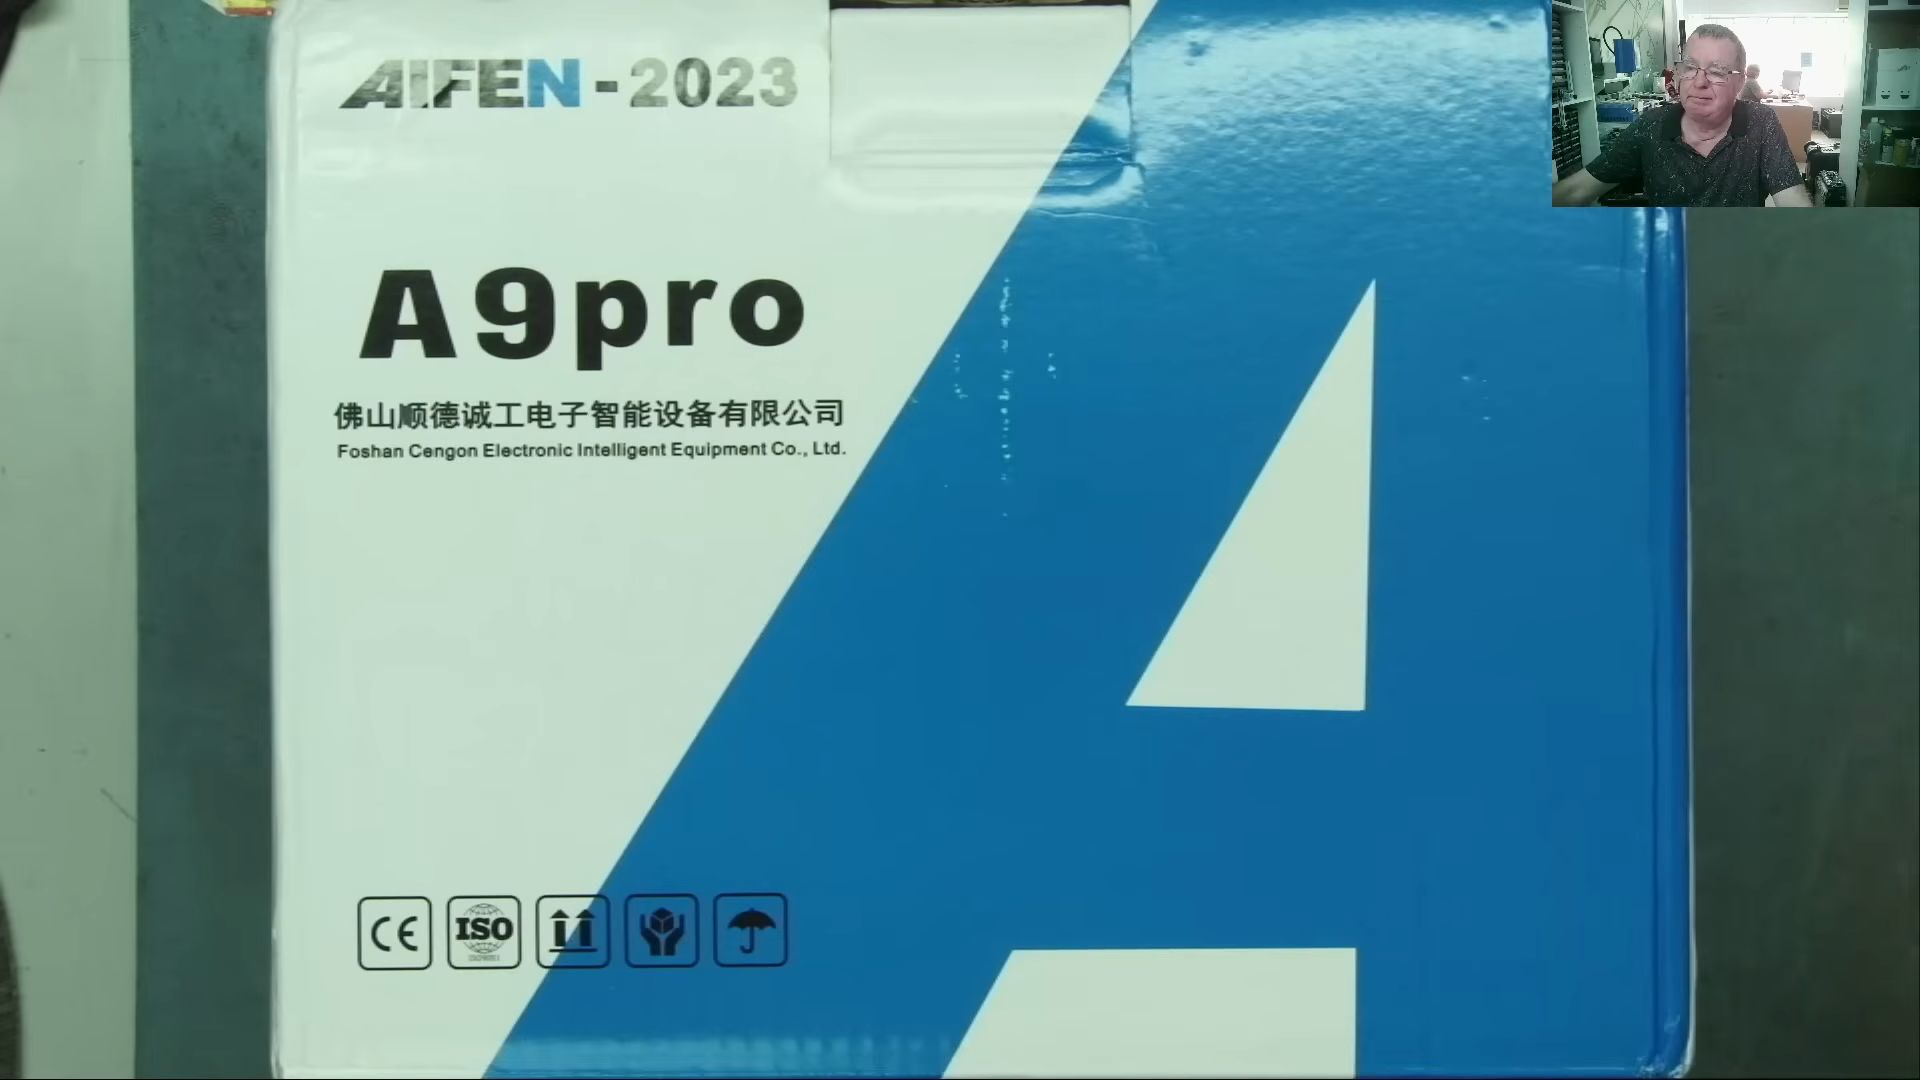 AIFEN-2023
A9pro
佛山顺德诚工电子智能设备有限公司
Foshan Cengon Electronic Intelligent Equipment Co., Ltd.
CE
ISO